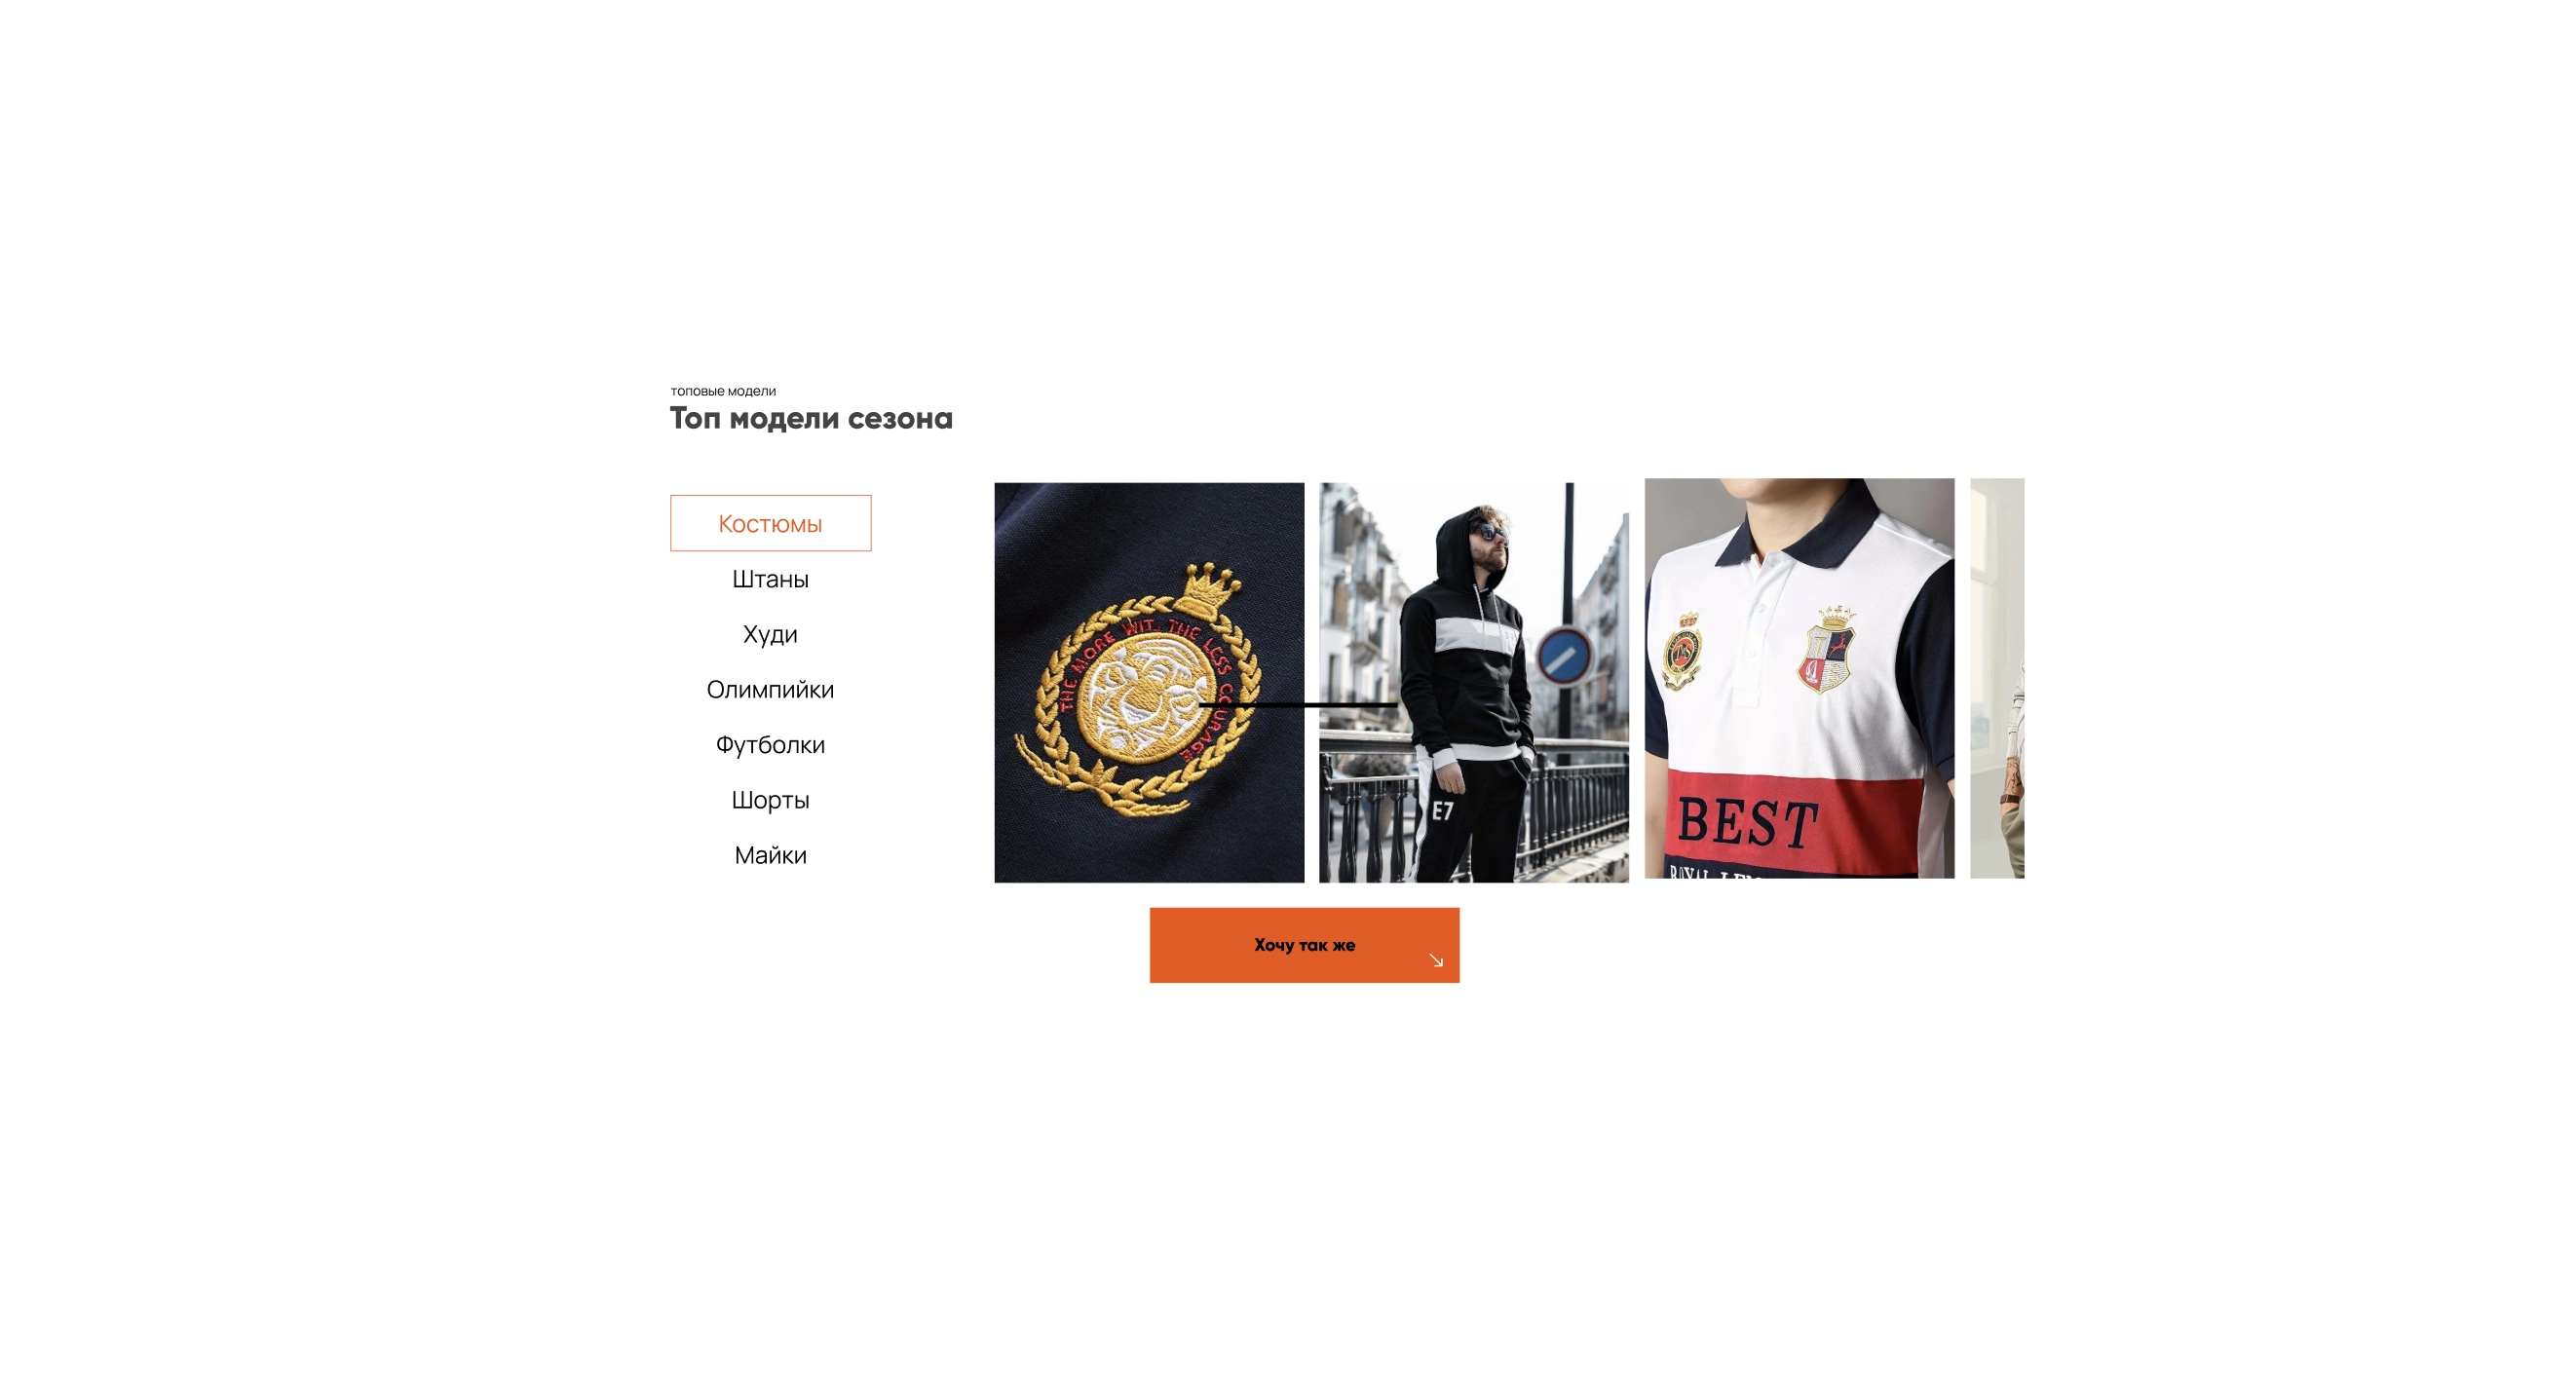 топовые модели
Топ модели сезона
Костюмы
Штаны
Худи
Олимпийки
Футболки
Шорты
Майки
THE MORE WIT THE LESS COURAGE
E7
BEST
Хочу так же